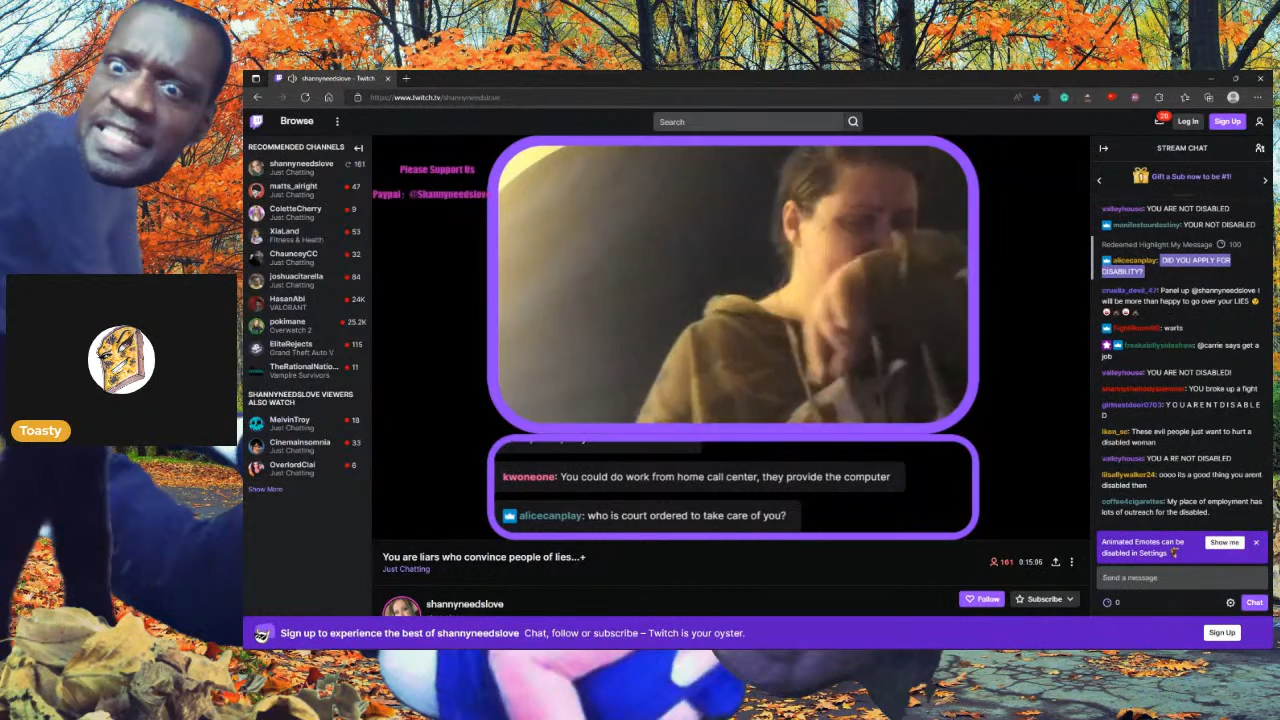 shannyneedslove - Twitch
https://www.twitch.tv/shannyneedslove
Browse
Search
28
Log In
Sign Up
RECOMMENDED CHANNELS
shannyneedslove 161
Just Chatting
matts_alright 47
Just Chatting
ColetteCherry 9
Just Chatting
XiaLand 53
Fitness & Health
ChaunceyCC 32
Just Chatting
joshuacitarella 84
Just Chatting
HasanAbi 24K
VALORANT
pokimane 25.2K
Overwatch 2
EliteRejects 115
Grand Theft Auto V
TheRationalNatio... 11
Vampire Survivors
SHANNYNEEDSLOVE VIEWERS
ALSO WATCH
MelvinTroy 18
Just Chatting
CinemaInsomnia 33
Just Chatting
OverlordClai 6
Just Chatting
Show More
Toasty
Please Support Us
Paypal: @Shannyneedslove
kwoneone: You could do work from home call center, they provide the computer
alicecanplay: who is court ordered to take care of you?
You are liars who convince people of lies...+
Just Chatting
161 0:15:06
shannyneedslove
Follow
Subscribe
STREAM CHAT
Gift a Sub now to be #1!
valleyhouse: YOU ARE NOT DISABLED
manifestourdestiny: YOUR NOT DISABLED
Redeemed Highlight My Message 100
alicecanplay: DID YOU APPLY FOR
DISABILITY?
cruella_devil_47: Panel up @shannyneedslove I
will be more than happy to go over your LIES
warts
freakabillysideshow: @carrie says get a
job
valleyhouse: YOU ARE NOT DISABLED!
YOU broke up a fight
girlnextdoor0703: Y O U A R E N T D I S A B L E
D
iken_sc: These evil people just want to hurt a
disabled woman
valleyhouse: YOU A RE NOT DISABLED
lilsallywalker24: oooo its a good thing you arent
disabled then
coffee4cigarettes: My place of employment has
lots of outreach for the disabled.
Animated Emotes can be
disabled in Settings
Show me
Send a message
0
Chat
Sign up to experience the best of shannyneedslove Chat, follow or subscribe – Twitch is your oyster.
Sign Up